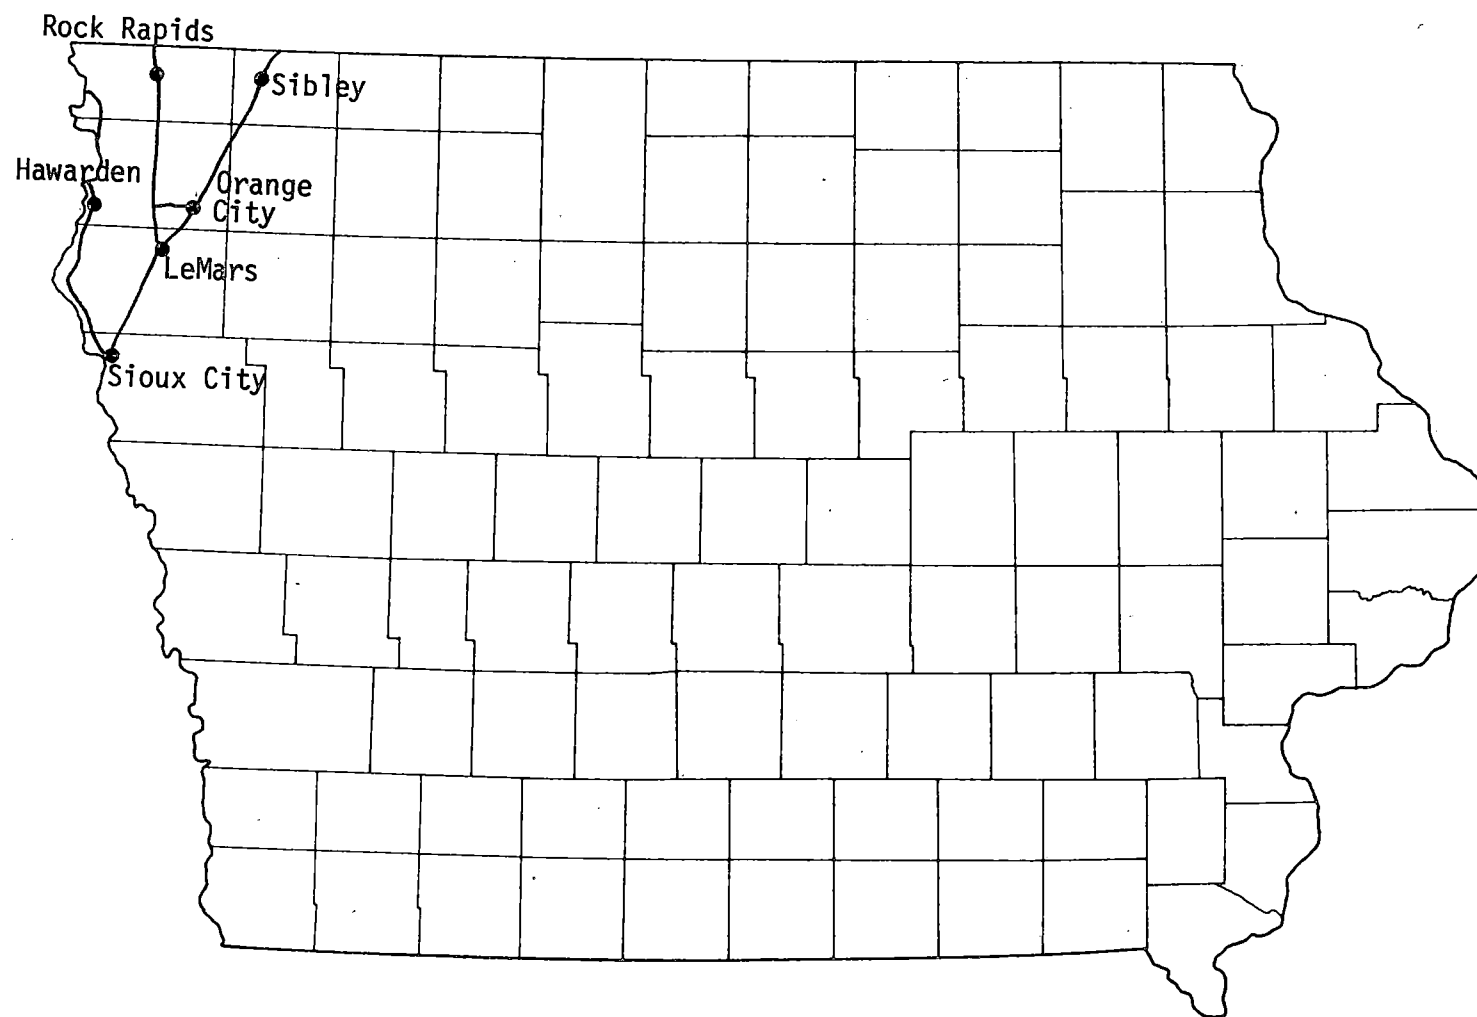 Rock Rapids
Sibley
Hawarden
Orange
City
LeMars
Sioux City